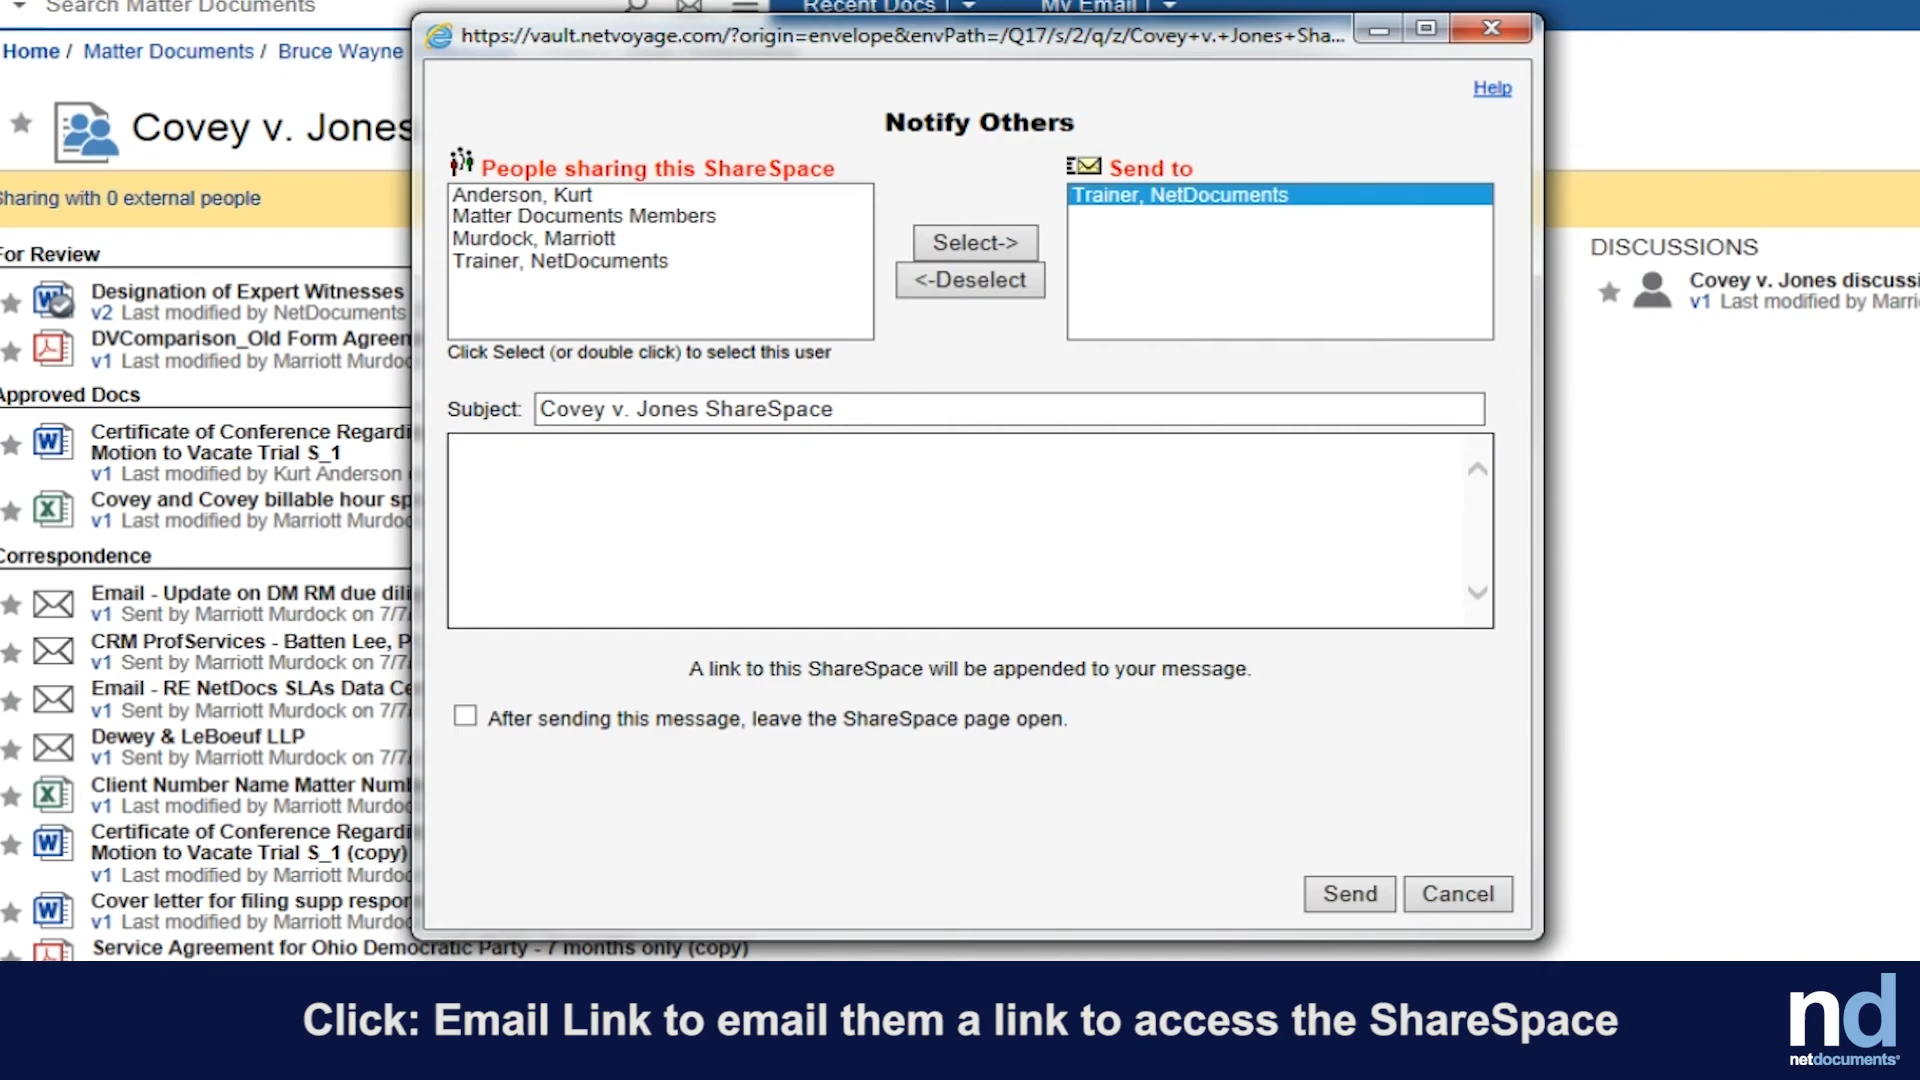 Search Matter Documents
Recent Docs
My Email
Home / Matter Documents / Bruce Wayne
https://vault.netvoyage.com/?origin=envelope&envPath=/Q17/s/2/q/z/Covey+v.+Jones+Sha...
Help
Covey v. Jones
Notify Others
People sharing this ShareSpace
Send to
Anderson, Kurt
Matter Documents Members
Murdock, Marriott
Trainer, NetDocuments
Trainer, NetDocuments
Select->
<-Deselect
Click Select (or double click) to select this user
Subject: Covey v. Jones ShareSpace
A link to this ShareSpace will be appended to your message.
After sending this message, leave the ShareSpace page open.
Send
Cancel
Sharing with 0 external people
For Review
Designation of Expert Witnesses
v2 Last modified by NetDocuments
DVComparison_Old Form Agreen
v1 Last modified by Marriott Murdoc
Approved Docs
Certificate of Conference Regardi
Motion to Vacate Trial S_1
v1 Last modified by Kurt Anderson
Covey and Covey billable hour sp
v1 Last modified by Marriott Murdoc
Correspondence
Email - Update on DM RM due dili
v1 Sent by Marriott Murdock on 7/7/
CRM ProfServices - Batten Lee, P
v1 Sent by Marriott Murdock on 7/7/
Email - RE NetDocs SLAs Data Ce
v1 Sent by Marriott Murdock on 7/7/
Dewey & LeBoeuf LLP
v1 Sent by Marriott Murdock on 7/7/
Client Number Name Matter Numb
v1 Last modified by Marriott Murdoc
Certificate of Conference Regardi
Motion to Vacate Trial S_1 (copy)
v1 Last modified by Marriott Murdoc
Cover letter for filing supp respor
v1 Last modified by Marriott Murdoc
Service Agreement for Ohio Democratic Party - 7 months only (copy)
DISCUSSIONS
Covey v. Jones discussi
v1 Last modified by Marri
Click: Email Link to email them a link to access the ShareSpace
nd
netdocuments